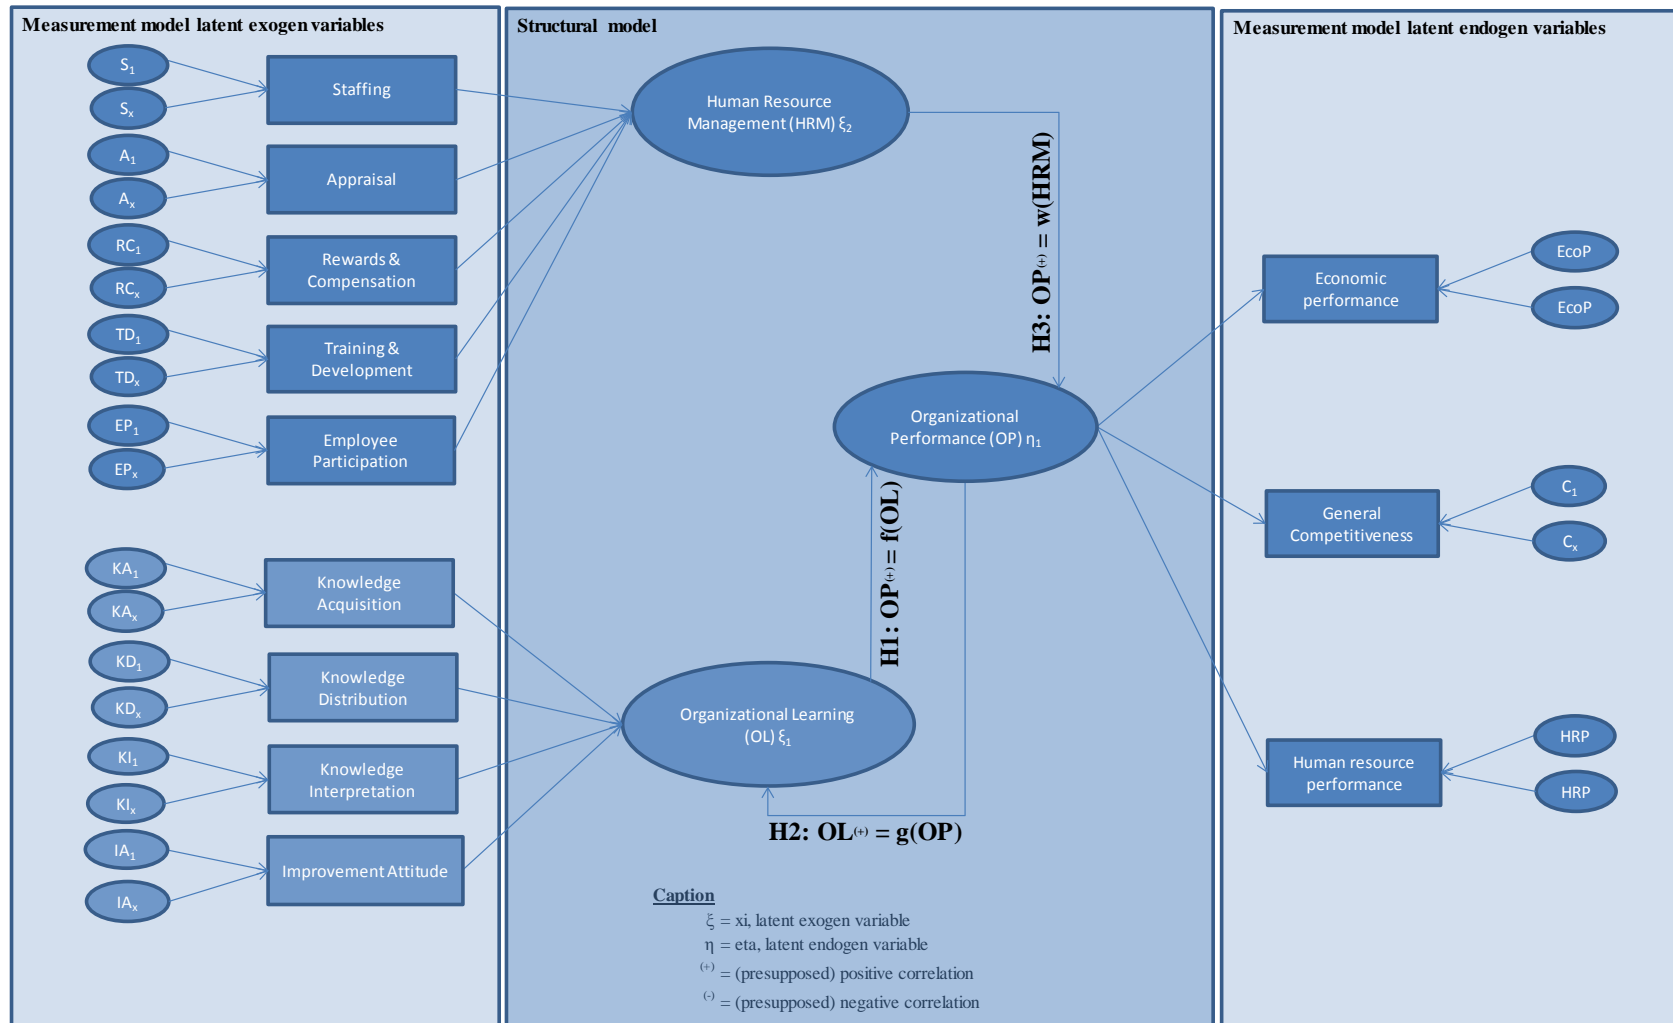 Measurement model latent exogen variables
S₁
Sₓ
Staffing
A₁
Aₓ
Appraisal
RC₁
RCₓ
Rewards &
Compensation
TD₁
TDₓ
Training &
Development
EP₁
EPₓ
Employee
Participation
KA₁
KAₓ
Knowledge
Acquisition
KD₁
KDₓ
Knowledge
Distribution
KI₁
KIₓ
Knowledge
Interpretation
IA₁
IAₓ
Improvement Attitude
Structural model
Human Resource
Management (HRM) ξ₂
H3: OP⁽⁺⁾ = w(HRM)
Organizational
Performance (OP) η₁
H1: OP⁽⁺⁾ = f(OL)
Organizational Learning
(OL) ξ₁
H2: OL⁽⁺⁾ = g(OP)
Caption
ξ = xi, latent exogen variable
η = eta, latent endogen variable
⁽⁺⁾ = (presupposed) positive correlation
⁽⁻⁾ = (presupposed) negative correlation
Measurement model latent endogen variables
Economic
performance
EcoP
EcoP
General
Competitiveness
C₁
Cₓ
Human resource
performance
HRP
HRP